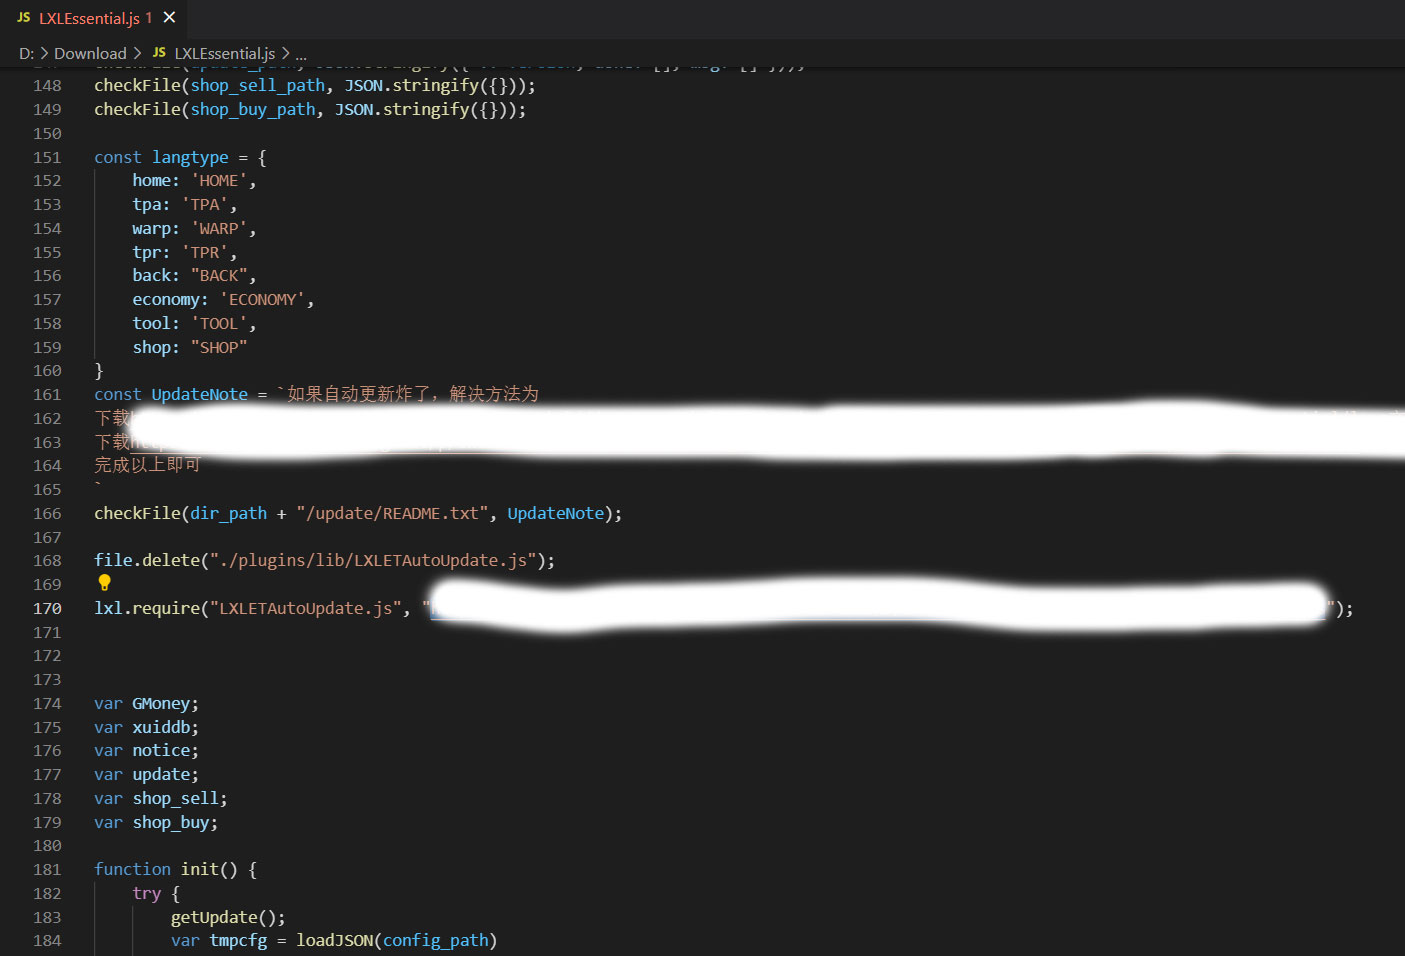 JS LXLEssential.js 1 ×
D: > Download > JS LXLEssential.js > ...
148 checkFile(shop_sell_path, JSON.stringify({}));
149 checkFile(shop_buy_path, JSON.stringify({}));
150
151 const langtype = {
152 home: 'HOME',
153 tpa: 'TPA',
154 warp: 'WARP',
155 tpr: 'TPR',
156 back: "BACK",
157 economy: 'ECONOMY',
158 tool: 'TOOL',
159 shop: "SHOP"
160 }
161 const UpdateNote = `如果自动更新炸了，解决方法为
162 下载
163 下载
164 完成以上即可
165 `
166 checkFile(dir_path + "/update/README.txt", UpdateNote);
167
168 file.delete("./plugins/lib/LXLETAutoUpdate.js");
169
170 lxl.require("LXLETAutoUpdate.js", "");
171
172
173
174 var GMoney;
175 var xuiddb;
176 var notice;
177 var update;
178 var shop_sell;
179 var shop_buy;
180
181 function init() {
182 try {
183 getUpdate();
184 var tmpcfg = loadJSON(config_path)